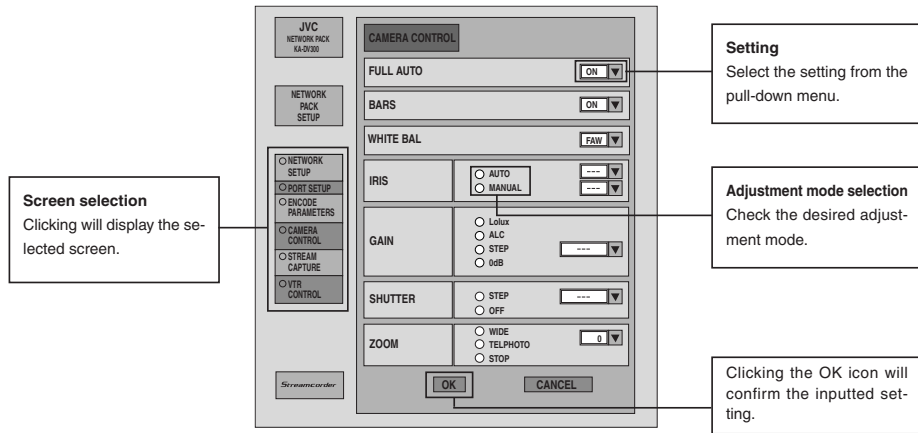 JVC
NETWORK PACK
KA-DV300
NETWORK
PACK
SETUP
Screen selection
Clicking will display the se-
lected screen.
NETWORK
SETUP
PORT SETUP
ENCODE
PARAMETERS
CAMERA
CONTROL
STREAM
CAPTURE
VTR
CONTROL
Streamcorder
CAMERA CONTROL
FULL AUTO
ON
BARS
ON
WHITE BAL
FAW
IRIS
AUTO
---
MANUAL
---
GAIN
Lolux
ALC
STEP
---
0dB
SHUTTER
STEP
---
OFF
ZOOM
WIDE
0
TELPHOTO
STOP
OK
CANCEL
Setting
Select the setting from the
pull-down menu.
Adjustment mode selection
Check the desired adjust-
ment mode.
Clicking the OK icon will
confirm the inputted set-
ting.